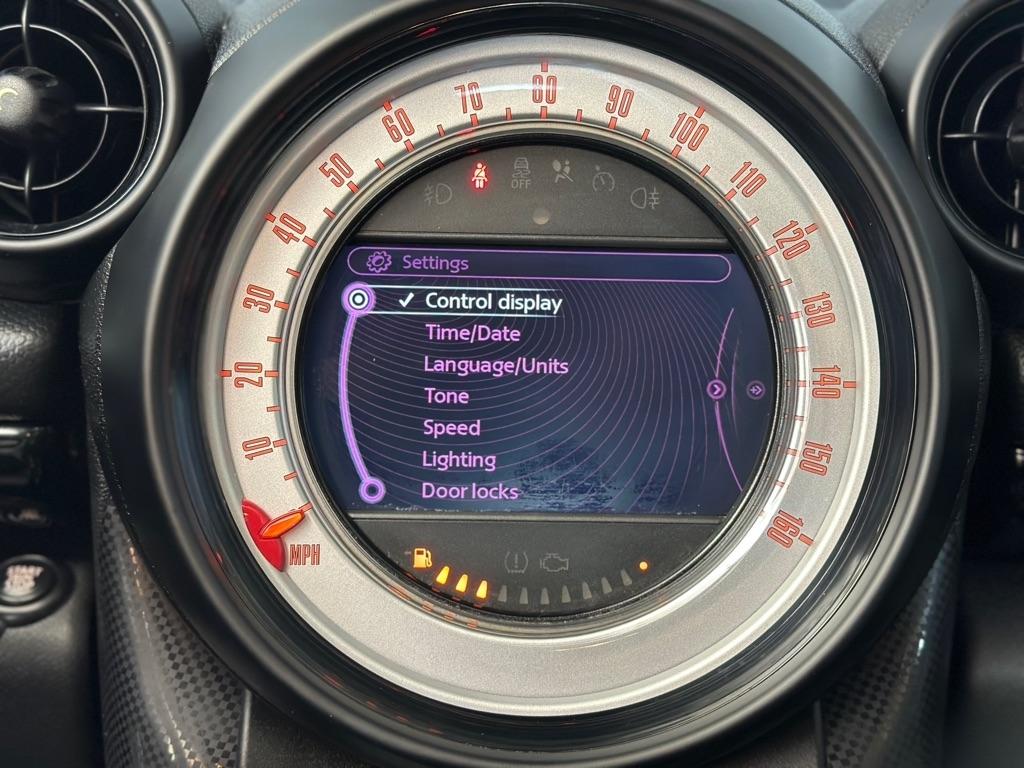 10
20
30
40
50
60
70
80
90
100
110
120
130
140
150
160
MPH
OFF
Settings
Control display
Time/Date
Language/Units
Tone
Speed
Lighting
Door locks
START